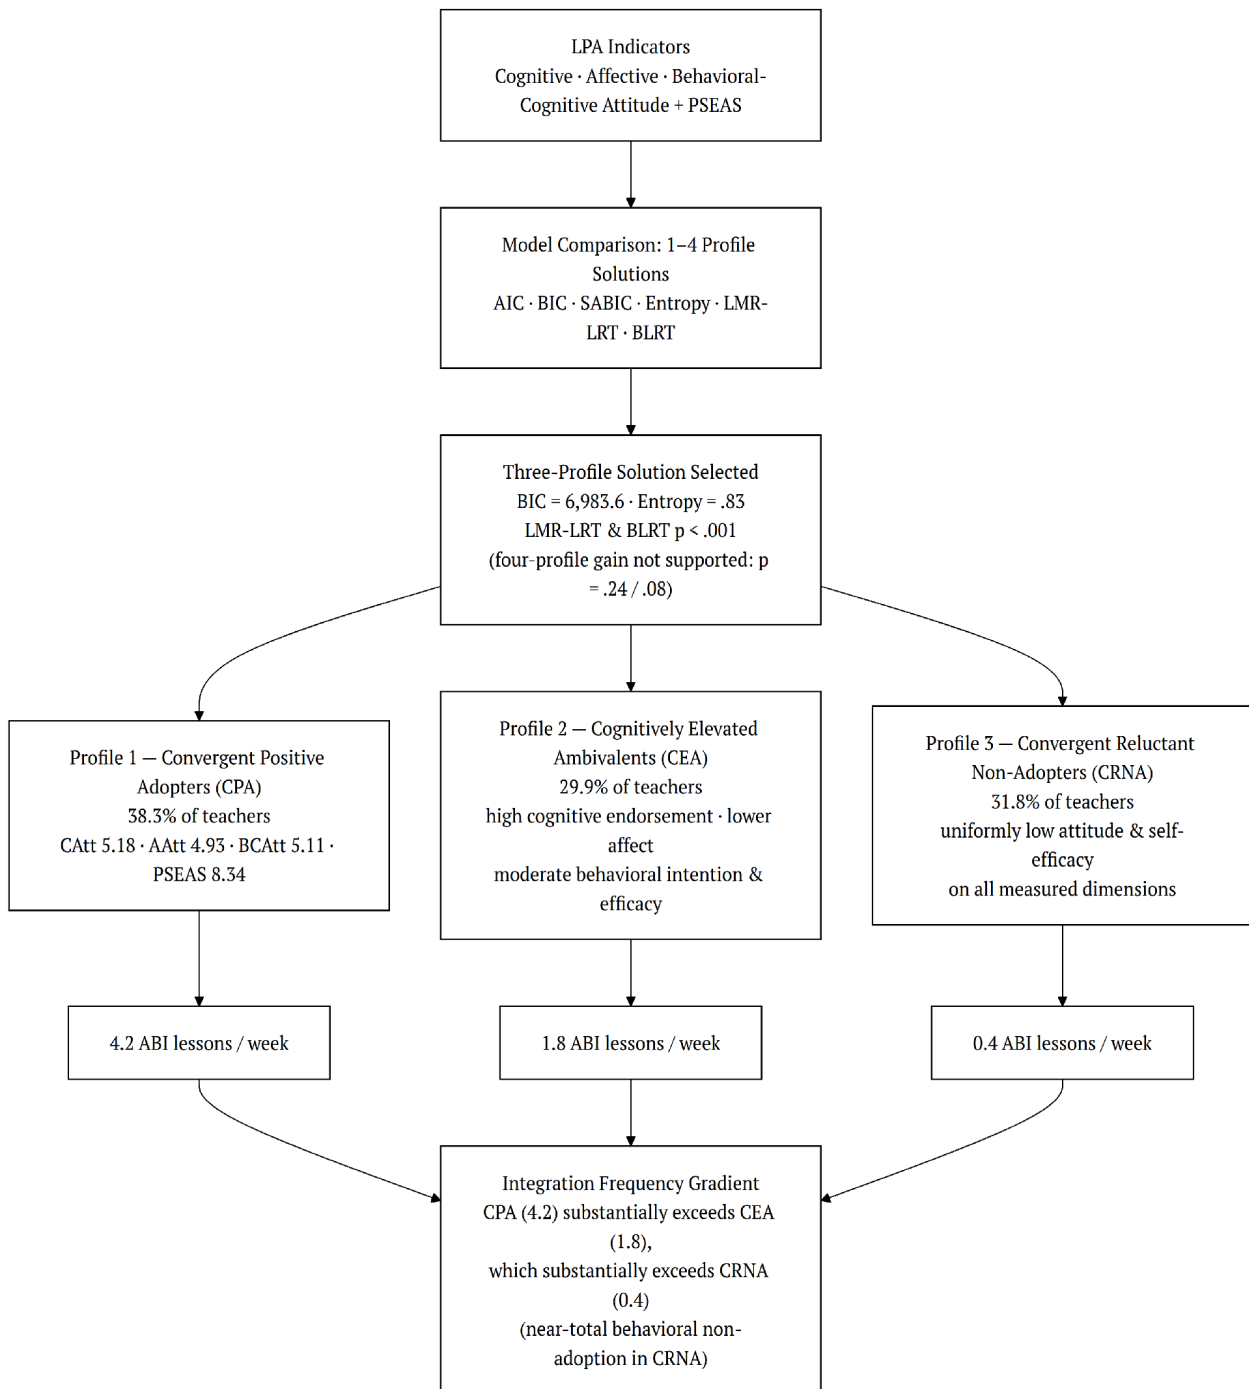 LPA Indicators
Cognitive · Affective · Behavioral-
Cognitive Attitude + PSEAS
Model Comparison: 1–4 Profile
Solutions
AIC · BIC · SABIC · Entropy · LMR-
LRT · BLRT
Three-Profile Solution Selected
BIC = 6,983.6 · Entropy = .83
LMR-LRT & BLRT p < .001
(four-profile gain not supported: p
= .24 / .08)
Profile 1 — Convergent Positive
Adopters (CPA)
38.3% of teachers
CAtt 5.18 · AAtt 4.93 · BCAtt 5.11 ·
PSEAS 8.34
Profile 2 — Cognitively Elevated
Ambivalents (CEA)
29.9% of teachers
high cognitive endorsement · lower
affect
moderate behavioral intention &
efficacy
Profile 3 — Convergent Reluctant
Non-Adopters (CRNA)
31.8% of teachers
uniformly low attitude & self-
efficacy
on all measured dimensions
4.2 ABI lessons / week
1.8 ABI lessons / week
0.4 ABI lessons / week
Integration Frequency Gradient
CPA (4.2) substantially exceeds CEA
(1.8),
which substantially exceeds CRNA
(0.4)
(near-total behavioral non-
adoption in CRNA)